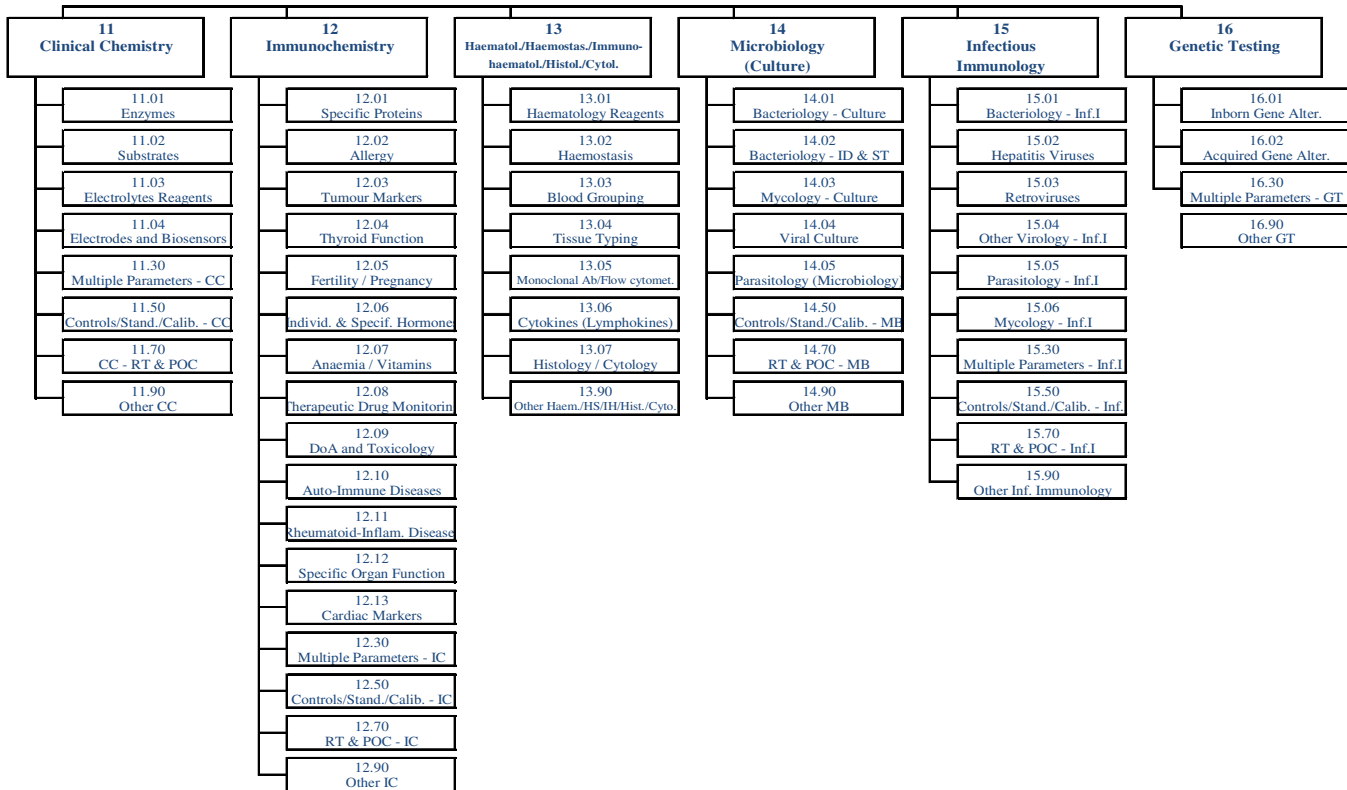 11
Clinical Chemistry
11.01
Enzymes
11.02
Substrates
11.03
Electrolytes Reagents
11.04
Electrodes and Biosensors
11.30
Multiple Parameters - CC
11.50
Controls/Stand./Calib. - CC
11.70
CC - RT & POC
11.90
Other CC
12
Immunochemistry
12.01
Specific Proteins
12.02
Allergy
12.03
Tumour Markers
12.04
Thyroid Function
12.05
Fertility / Pregnancy
12.06
Individ. & Specif. Hormone
12.07
Anaemia / Vitamins
12.08
Therapeutic Drug Monitorin
12.09
DoA and Toxicology
12.10
Auto-Immune Diseases
12.11
Rheumatoid-Inflam. Disease
12.12
Specific Organ Function
12.13
Cardiac Markers
12.30
Multiple Parameters - IC
12.50
Controls/Stand./Calib. - IC
12.70
RT & POC - IC
12.90
Other IC
13
Haematol./Haemostas./Immuno-
haematol./Histol./Cytol.
13.01
Haematology Reagents
13.02
Haemostasis
13.03
Blood Grouping
13.04
Tissue Typing
13.05
Monoclonal Ab/Flow cytomet.
13.06
Cytokines (Lymphokines)
13.07
Histology / Cytology
13.90
Other Haem./HS/IH/Hist./Cyto.
14
Microbiology
(Culture)
14.01
Bacteriology - Culture
14.02
Bacteriology - ID & ST
14.03
Mycology - Culture
14.04
Viral Culture
14.05
Parasitology (Microbiology)
14.50
Controls/Stand./Calib. - MB
14.70
RT & POC - MB
14.90
Other MB
15
Infectious
Immunology
15.01
Bacteriology - Inf.I
15.02
Hepatitis Viruses
15.03
Retroviruses
15.04
Other Virology - Inf.I
15.05
Parasitology - Inf.I
15.06
Mycology - Inf.I
15.30
Multiple Parameters - Inf.I
15.50
Controls/Stand./Calib. - Inf.
15.70
RT & POC - Inf.I
15.90
Other Inf. Immunology
16
Genetic Testing
16.01
Inborn Gene Alter.
16.02
Acquired Gene Alter.
16.30
Multiple Parameters - GT
16.90
Other GT